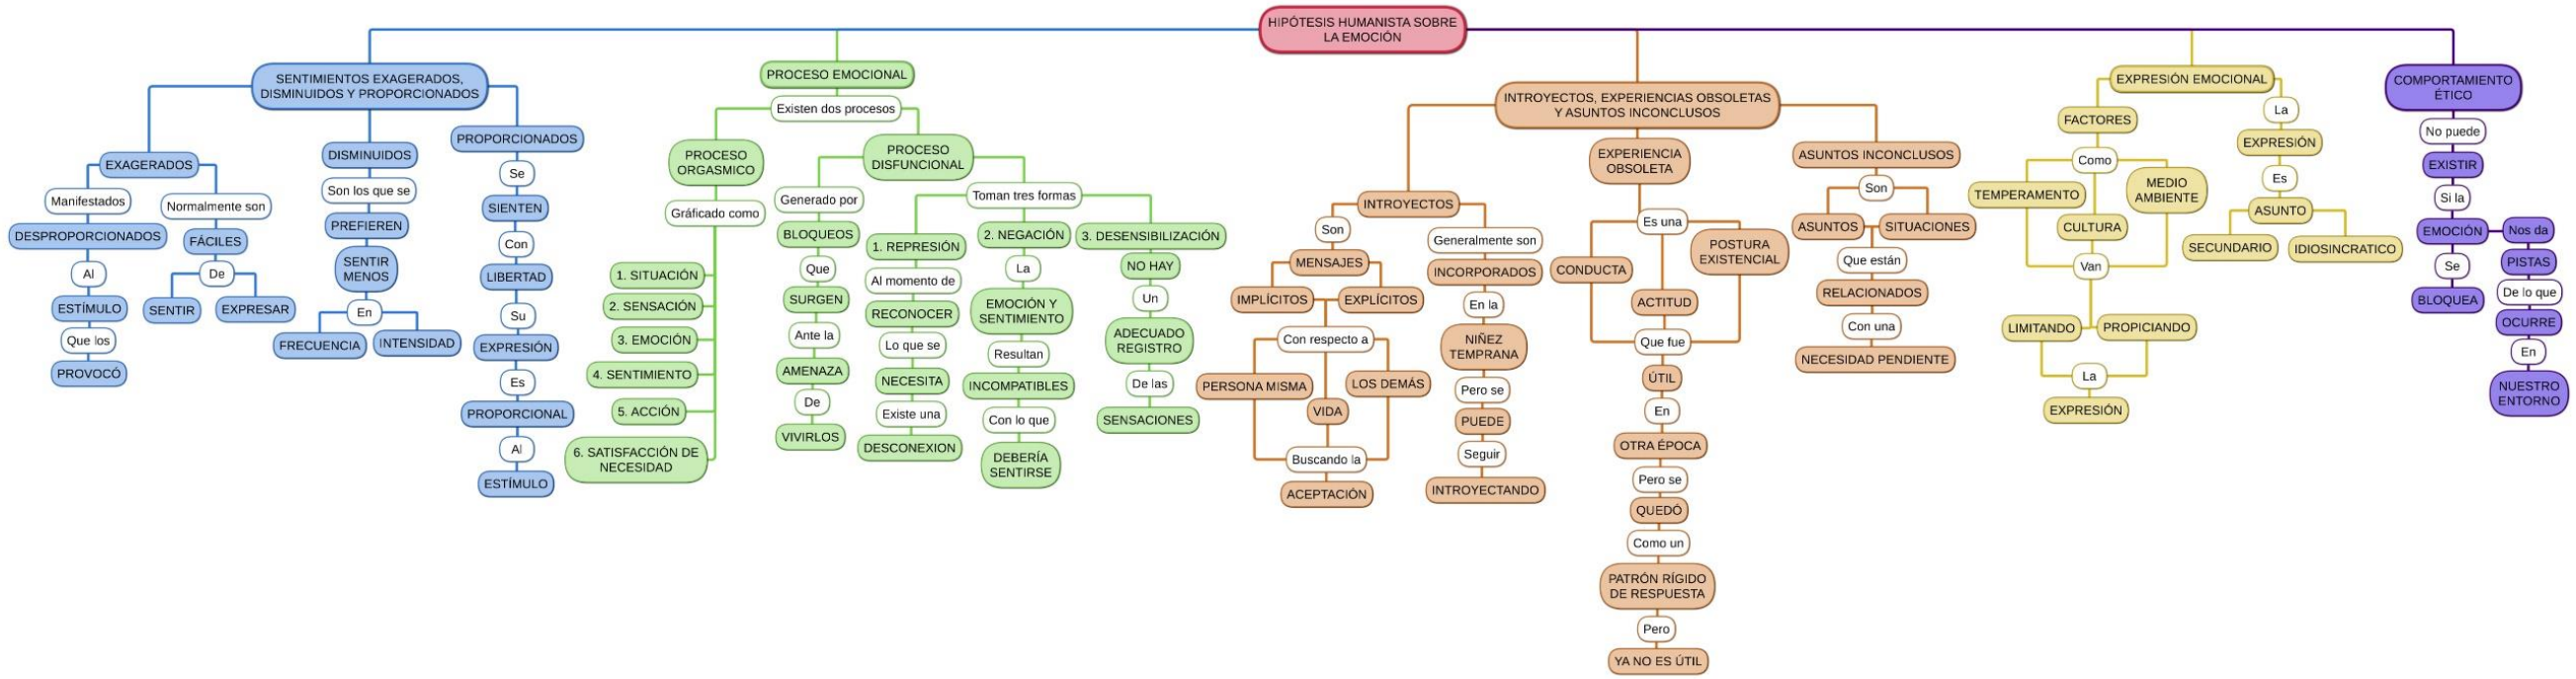 HIPÓTESIS HUMANISTA SOBRE
LA EMOCIÓN
SENTIMIENTOS EXAGERADOS,
DISMINUIDOS Y PROPORCIONADOS
EXAGERADOS
Manifestados
DESPROPORCIONADOS
Al
ESTÍMULO
Que los
PROVOCÓ
Normalmente son
FÁCILES
De
SENTIR
EXPRESAR
DISMINUIDOS
Son los que se
PREFIEREN
SENTIR
MENOS
En
FRECUENCIA
INTENSIDAD
PROPORCIONADOS
Se
SIENTEN
Con
LIBERTAD
Su
EXPRESIÓN
Es
PROPORCIONAL
Al
ESTÍMULO
PROCESO EMOCIONAL
Existen dos procesos
PROCESO
ORGASMICO
Gráficado como
1. SITUACIÓN
2. SENSACIÓN
3. EMOCIÓN
4. SENTIMIENTO
5. ACCIÓN
6. SATISFACCIÓN DE
NECESIDAD
PROCESO
DISFUNCIONAL
Generado por
BLOQUEOS
Que
SURGEN
Ante la
AMENAZA
De
VIVIRLOS
Toman tres formas
1. REPRESIÓN
Al momento de
RECONOCER
Lo que se
NECESITA
Existe una
DESCONEXION
2. NEGACIÓN
La
EMOCIÓN Y
SENTIMIENTO
Resultan
INCOMPATIBLES
Con lo que
DEBERÍA
SENTIRSE
3. DESENSIBILIZACIÓN
NO HAY
Un
ADECUADO
REGISTRO
De las
SENSACIONES
INTROYECTOS, EXPERIENCIAS OBSOLETAS
Y ASUNTOS INCONCLUSOS
INTROYECTOS
Son
MENSAJES
IMPLÍCITOS
EXPLÍCITOS
Con respecto a
PERSONA MISMA
VIDA
LOS DEMÁS
Buscando la
ACEPTACIÓN
Generalmente son
INCORPORADOS
En la
NIÑEZ
TEMPRANA
Pero se
PUEDE
Seguir
INTROYECTANDO
EXPERIENCIA
OBSOLETA
Es una
CONDUCTA
ACTITUD
POSTURA
EXISTENCIAL
Que fue
ÚTIL
En
OTRA ÉPOCA
Pero se
QUEDÓ
Como un
PATRÓN RÍGIDO
DE RESPUESTA
Pero
YA NO ES ÚTIL
ASUNTOS INCONCLUSOS
Son
ASUNTOS
SITUACIONES
Que están
RELACIONADOS
Con una
NECESIDAD PENDIENTE
EXPRESIÓN EMOCIONAL
FACTORES
Como
TEMPERAMENTO
CULTURA
MEDIO
AMBIENTE
Van
LIMITANDO
PROPICIANDO
La
EXPRESIÓN
La
EXPRESIÓN
Es
ASUNTO
SECUNDARIO
IDIOSINCRATICO
COMPORTAMIENTO
ÉTICO
No puede
EXISTIR
Si la
EMOCIÓN
Se
BLOQUEA
Nos da
PISTAS
De lo que
OCURRE
En
NUESTRO
ENTORNO